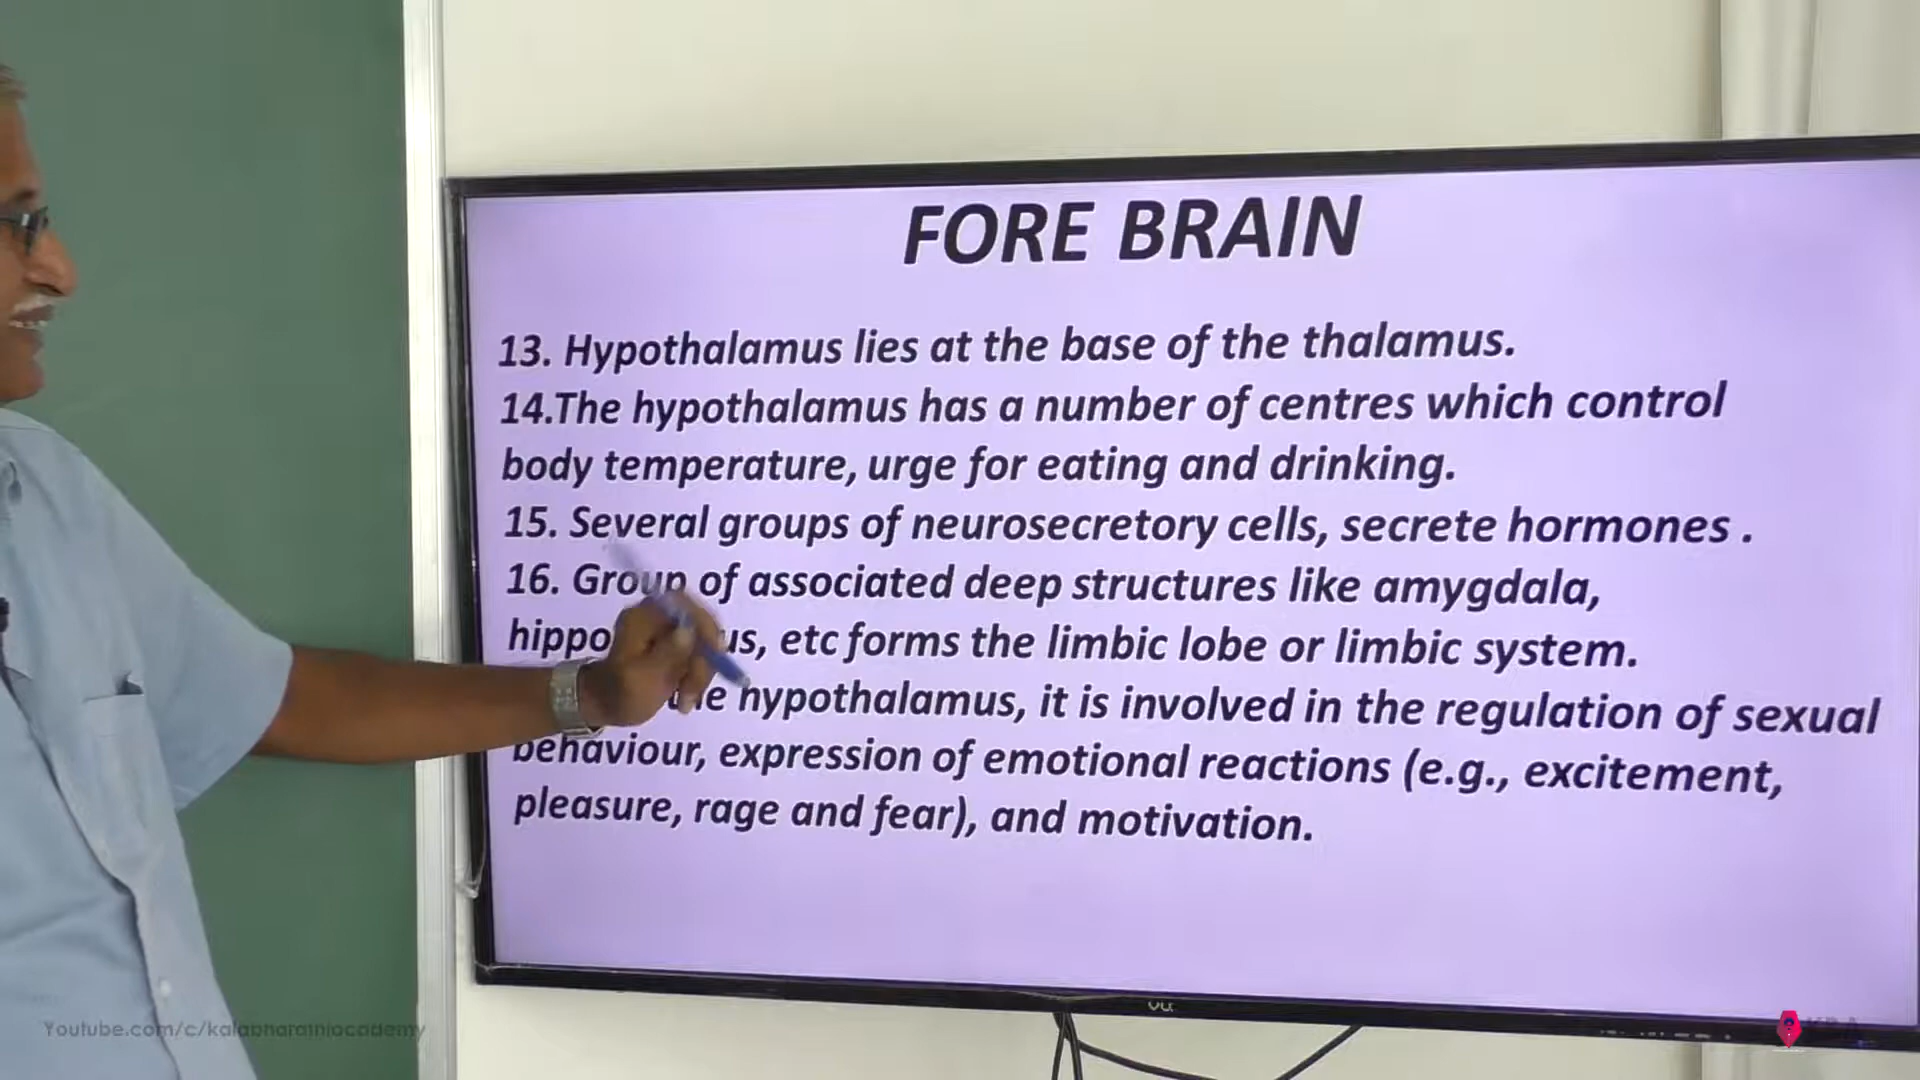 FORE BRAIN
13. Hypothalamus lies at the base of the thalamus.
14.The hypothalamus has a number of centres which control
body temperature, urge for eating and drinking.
15. Several groups of neurosecretory cells, secrete hormones .
16. Group of associated deep structures like amygdala,
etc forms the limbic lobe or limbic system.
hypothalamus, it is involved in the regulation of sexual
behaviour, expression of emotional reactions (e.g., excitement,
pleasure, rage and fear), and motivation.
VU
Youtube.com/c/kalabharathiacademy